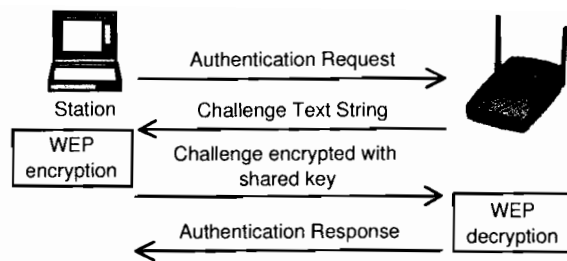 Authentication Request
Station
Challenge Text String
WEP
encryption
Challenge encrypted with
shared key
WEP
decryption
Authentication Response